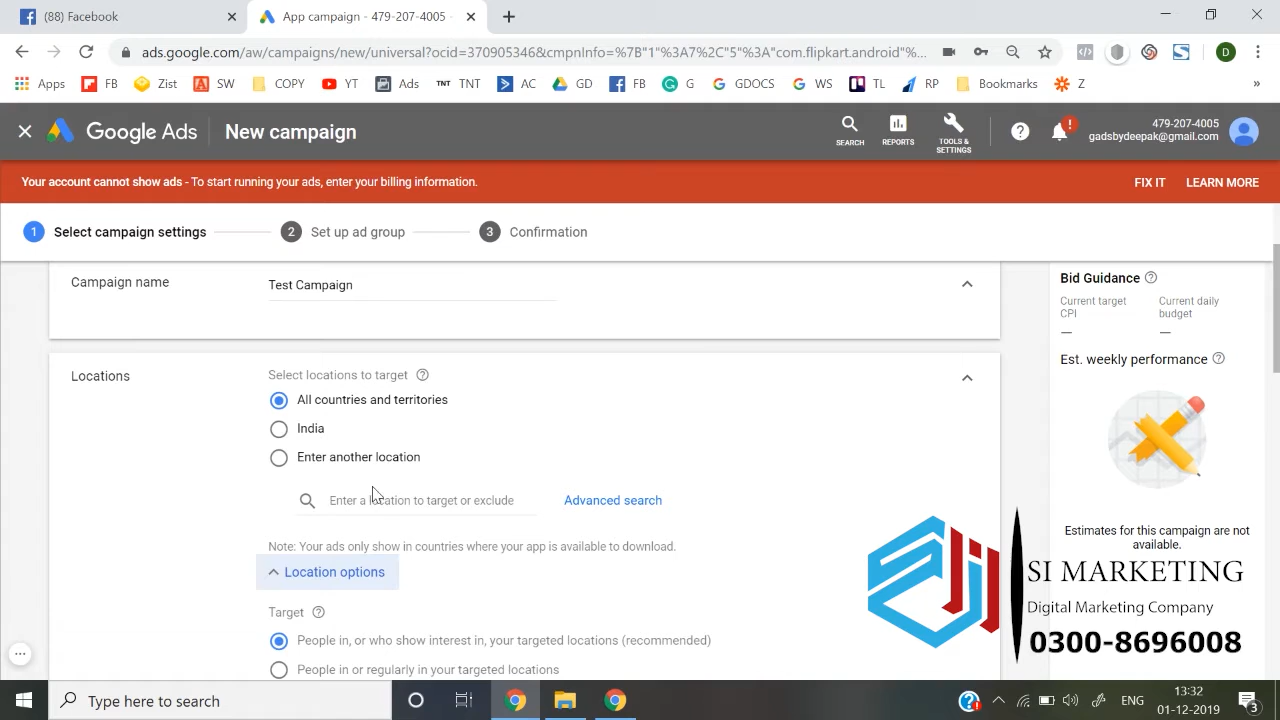 (88) Facebook
App campaign - 479-207-4005 -
ads.google.com/aw/campaigns/new/universal?ocid=370905346&cmpnInfo=%7B"1"%3A7%2C"5"%3A"com.flipkart.android"%...
D
Apps
FB
Zist
SW
COPY
YT
Ads
TNT
TNT
AC
GD
FB
G
GDOCS
WS
TL
RP
Bookmarks
Z
»
Google Ads
New campaign
SEARCH
REPORTS
TOOLS &
SETTINGS
479-207-4005
gadsbydeepak@gmail.com
Your account cannot show ads - To start running your ads, enter your billing information.
FIX IT
LEARN MORE
1 Select campaign settings
2 Set up ad group
3 Confirmation
Campaign name
Test Campaign
Locations
Select locations to target
All countries and territories
India
Enter another location
Enter a location to target or exclude
Advanced search
Note: Your ads only show in countries where your app is available to download.
Location options
Target
People in, or who show interest in, your targeted locations (recommended)
People in or regularly in your targeted locations
Bid Guidance
Current target
CPI
Current daily
budget
—
—
Est. weekly performance
Estimates for this campaign are not
available.
SI MARKETING
Digital Marketing Company
0300-8696008
Type here to search
ENG
13:32
01-12-2019
3